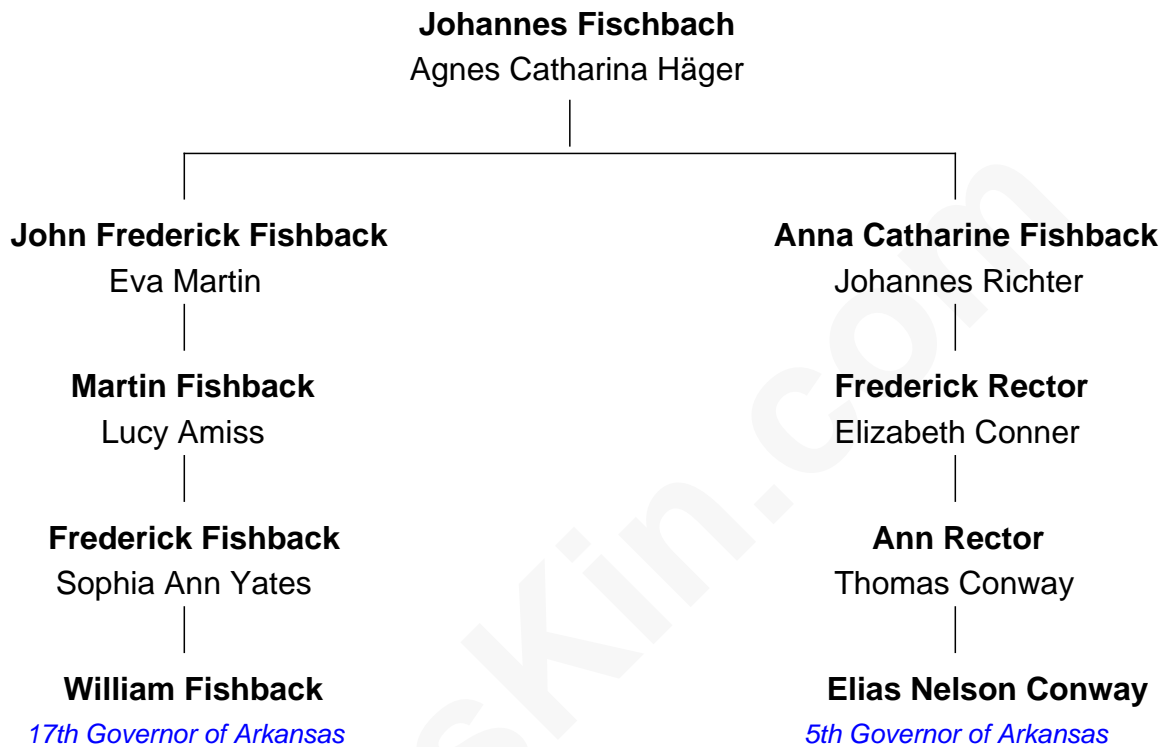 Johannes Fischbach
Agnes Catharina Häger
John Frederick Fishback
Eva Martin
Anna Catharine Fishback
Johannes Richter
Martin Fishback
Lucy Amiss
Frederick Rector
Elizabeth Conner
Frederick Fishback
Sophia Ann Yates
Ann Rector
Thomas Conway
William Fishback
17th Governor of Arkansas
Elias Nelson Conway
5th Governor of Arkansas